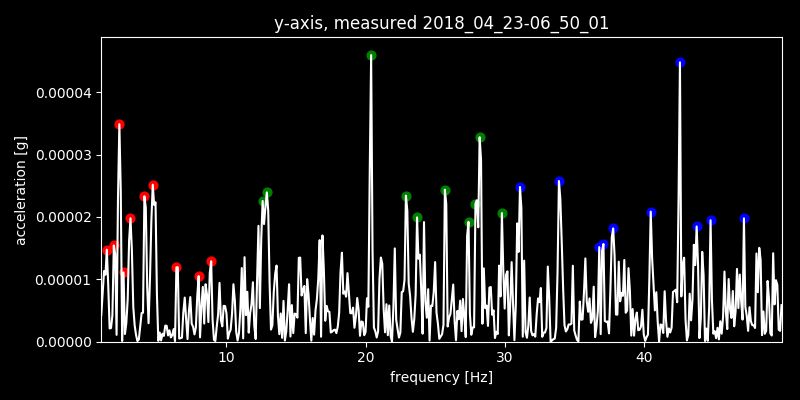 y-axis, measured 2018_04_23-06_50_01
0.00004
0.00003
0.00002
0.00001
0.00000
acceleration [g]
10 20 30 40
frequency [Hz]